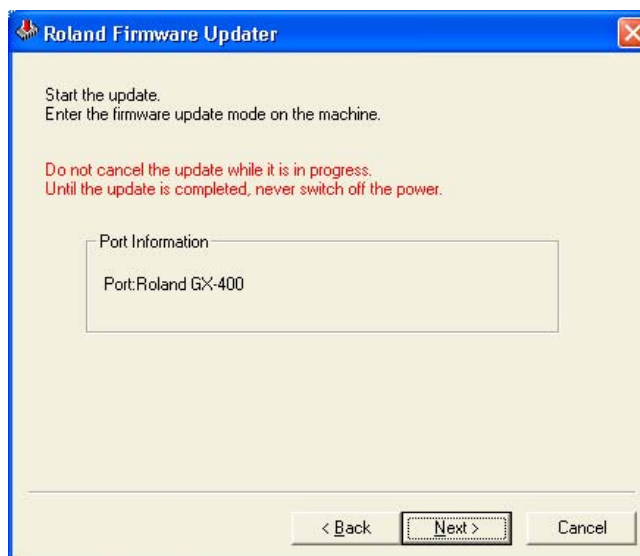 Roland Firmware Updater
Start the update.
Enter the firmware update mode on the machine.
Do not cancel the update while it is in progress.
Until the update is completed, never switch off the power.
Port Information
Port:Roland GX-400
< Back
Next >
Cancel